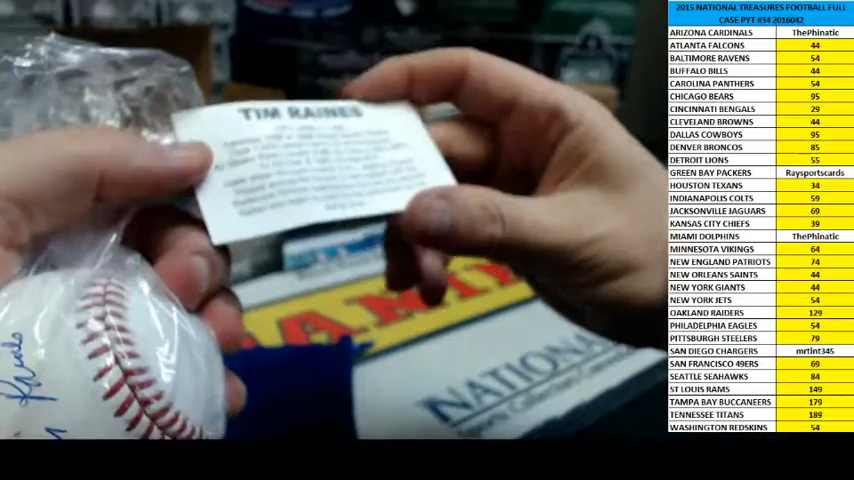 TIM RAINES
PANINI
NATIONAL
2015 NATIONAL TREASURES FOOTBALL FULL
CASE PYT #34 2016042
ARIZONA CARDINALS ThePhinatic
ATLANTA FALCONS 44
BALTIMORE RAVENS 54
BUFFALO BILLS 44
CAROLINA PANTHERS 54
CHICAGO BEARS 95
CINCINNATI BENGALS 29
CLEVELAND BROWNS 44
DALLAS COWBOYS 95
DENVER BRONCOS 85
DETROIT LIONS 55
GREEN BAY PACKERS Raysportscards
HOUSTON TEXANS 34
INDIANAPOLIS COLTS 59
JACKSONVILLE JAGUARS 69
KANSAS CITY CHIEFS 39
MIAMI DOLPHINS ThePhinatic
MINNESOTA VIKINGS 64
NEW ENGLAND PATRIOTS 74
NEW ORLEANS SAINTS 44
NEW YORK GIANTS 44
NEW YORK JETS 54
OAKLAND RAIDERS 129
PHILADELPHIA EAGLES 54
PITTSBURGH STEELERS 79
SAN DIEGO CHARGERS mrtint345
SAN FRANCISCO 49ERS 69
SEATTLE SEAHAWKS 84
ST LOUIS RAMS 149
TAMPA BAY BUCCANEERS 179
TENNESSEE TITANS 189
WASHINGTON REDSKINS 54